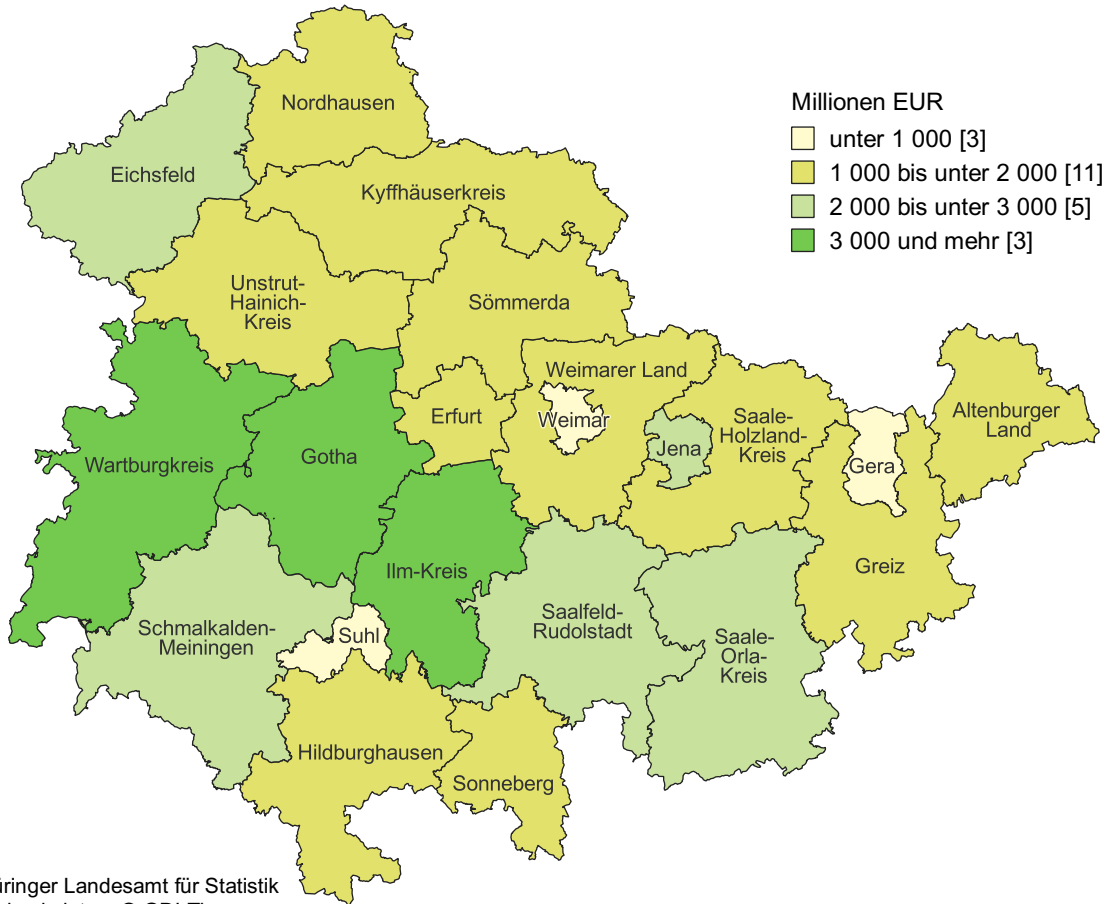 Millionen EUR
unter 1 000 [3]
1 000 bis unter 2 000 [11]
2 000 bis unter 3 000 [5]
3 000 und mehr [3]
Nordhausen
Eichsfeld
Kyffhäuserkreis
Unstrut-
Hainich-
Kreis
Sömmerda
Weimarer Land
Erfurt
Weimar
Jena
Saale-
Holzland-
Kreis
Gera
Altenburger
Land
Wartburgkreis
Gotha
Ilm-Kreis
Greiz
Schmalkalden-
Meiningen
Suhl
Saalfeld-
Rudolstadt
Saale-
Orla-
Kreis
Hildburghausen
Sonneberg
üringer Landesamt für Statistik